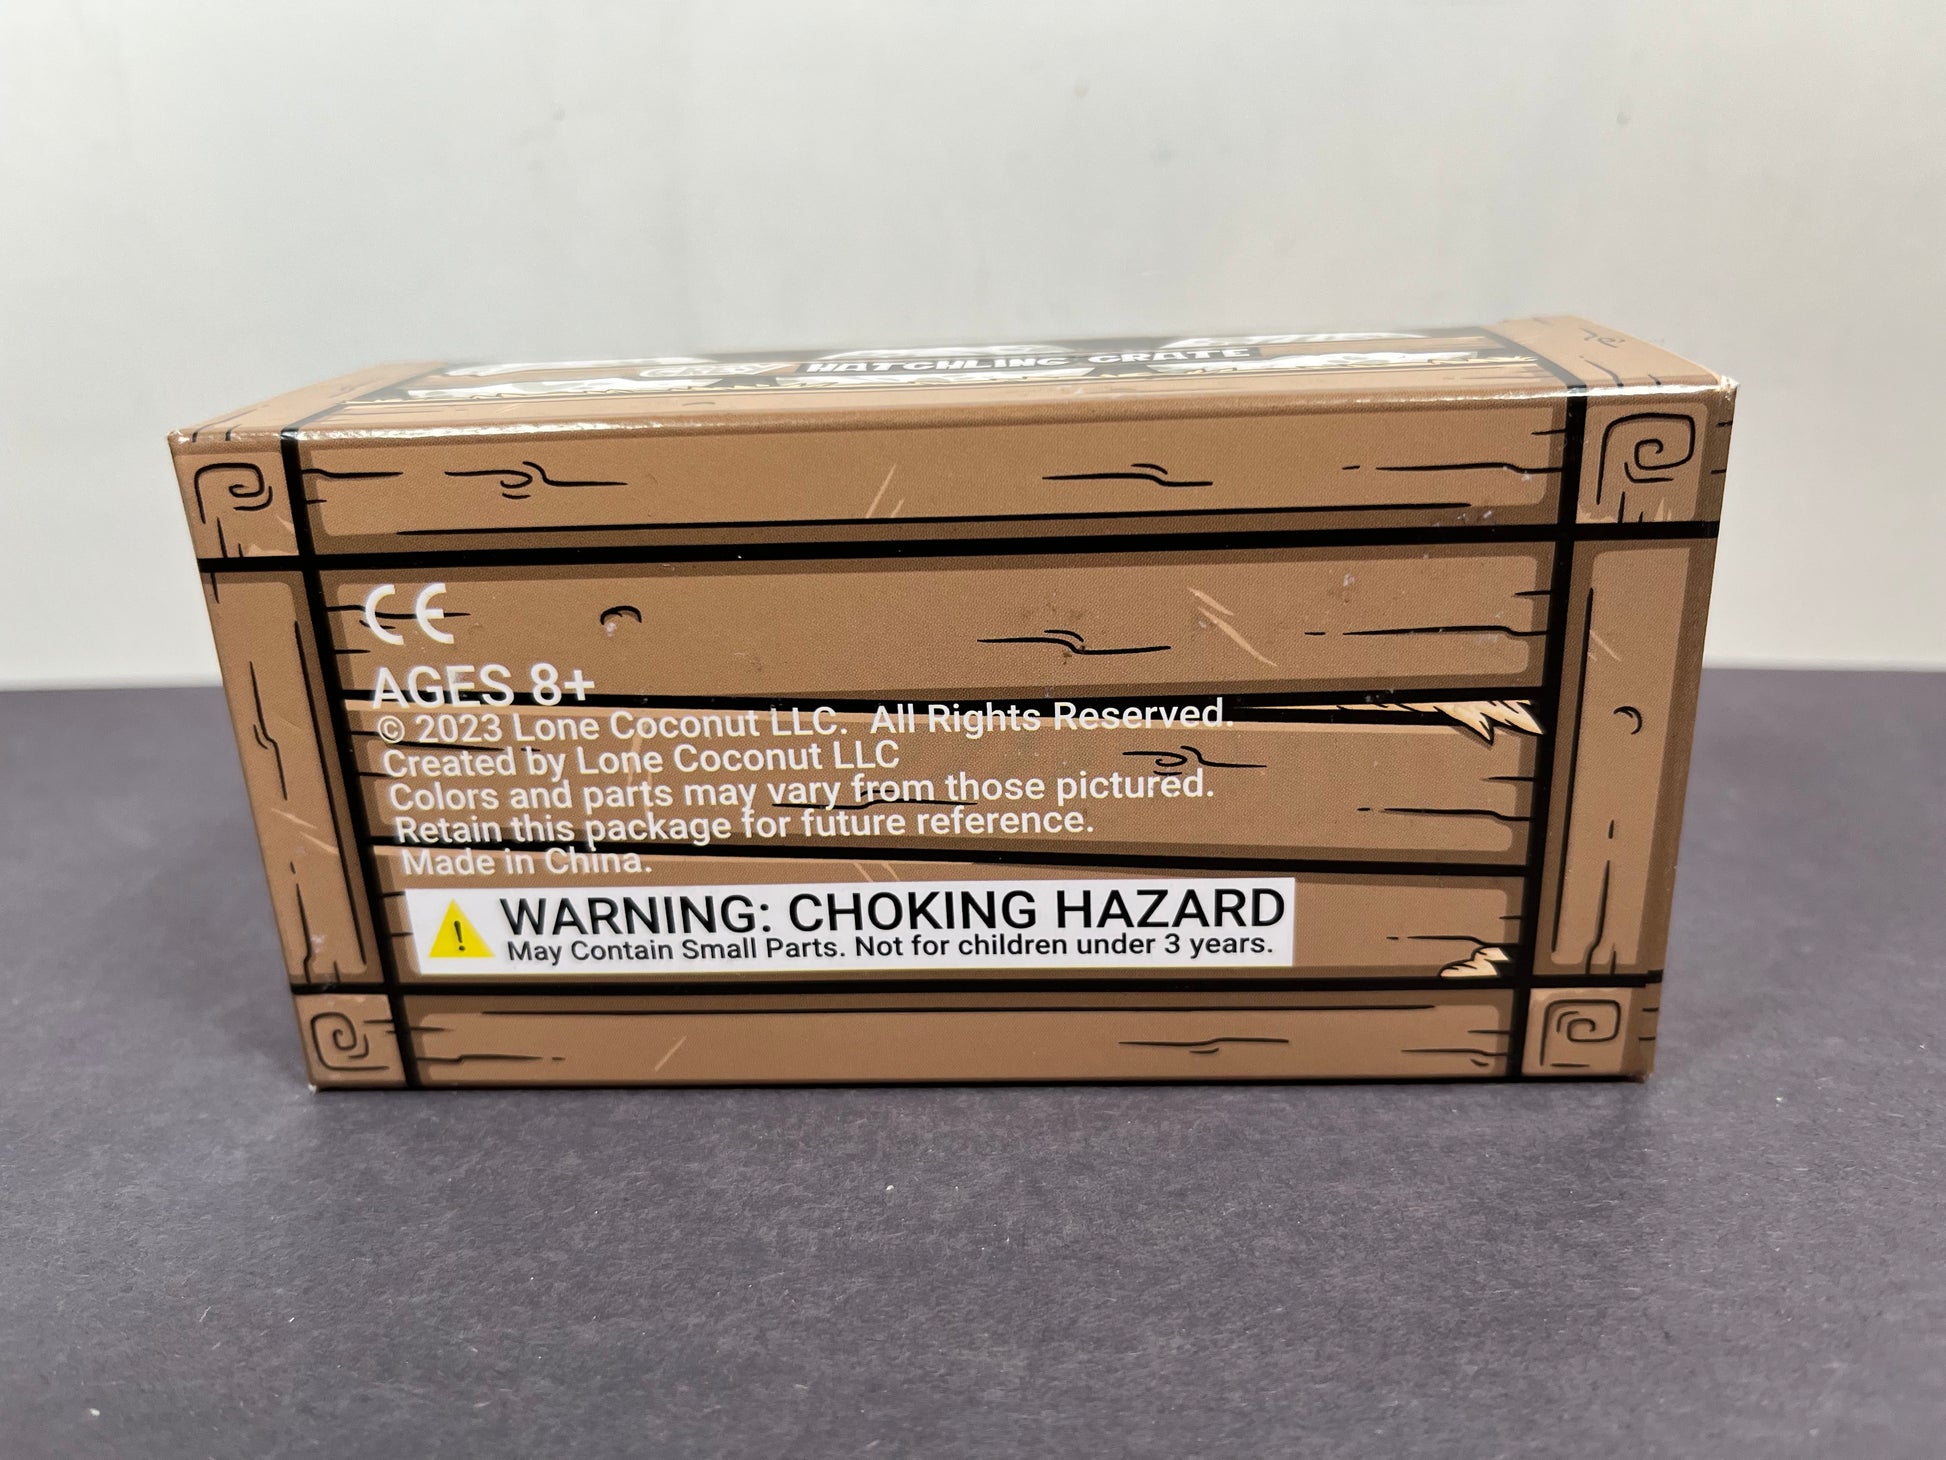 HATCHLING CRATE
CE
AGES 8+
© 2023 Lone Coconut LLC. All Rights Reserved.
Created by Lone Coconut LLC
Colors and parts may vary from those pictured.
Retain this package for future reference.
Made in China.
WARNING: CHOKING HAZARD
May Contain Small Parts. Not for children under 3 years.